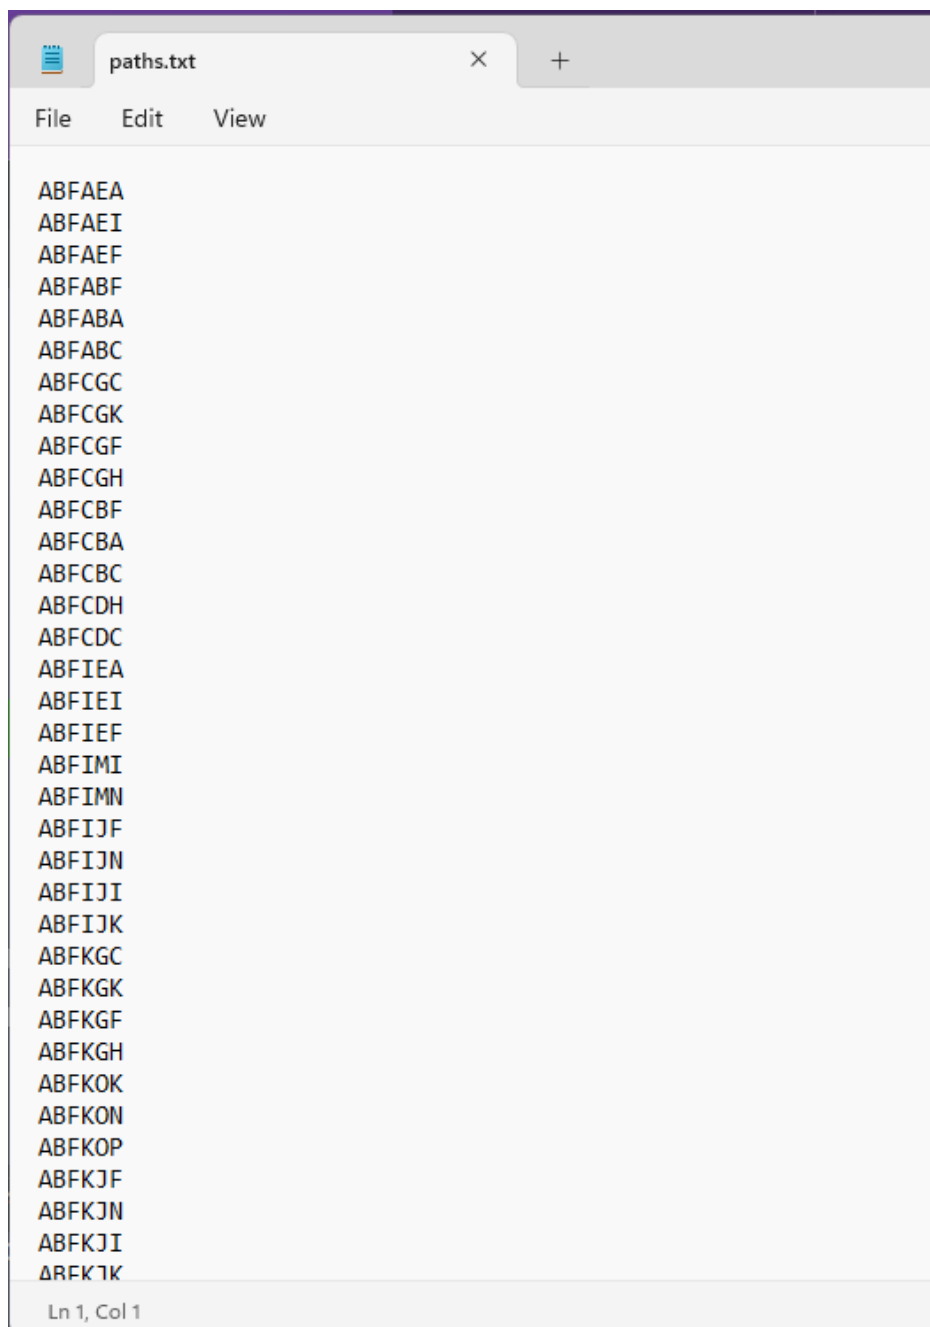 paths.txt
File Edit View
ABFAEA
ABFAEI
ABFAEF
ABFABF
ABFABA
ABFABC
ABFCGC
ABFCGK
ABFCGF
ABFCGH
ABFCBF
ABFCBA
ABFCBC
ABFCDH
ABFCDC
ABFIEA
ABFIEI
ABFIEF
ABFIMI
ABFIMN
ABFIJF
ABFIJN
ABFIJI
ABFIJK
ABFKGC
ABFKGK
ABFKGF
ABFKGH
ABFKOK
ABFKON
ABFKOP
ABFKJF
ABFKJN
ABFKJI
ABFKJK
Ln 1, Col 1